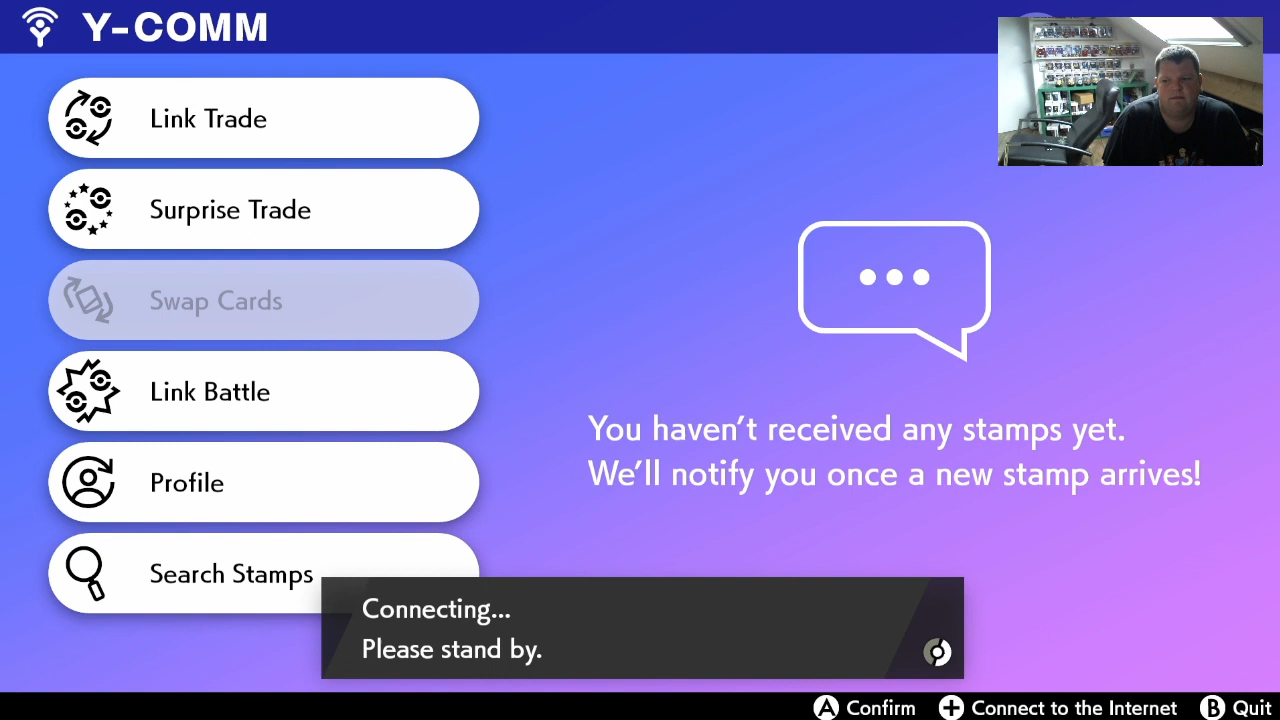 Y-COMM
Link Trade
Surprise Trade
Swap Cards
Link Battle
Profile
Search Stamps
You haven't received any stamps yet.
We'll notify you once a new stamp arrives!
Connecting...
Please stand by.
A Confirm + Connect to the Internet B Quit